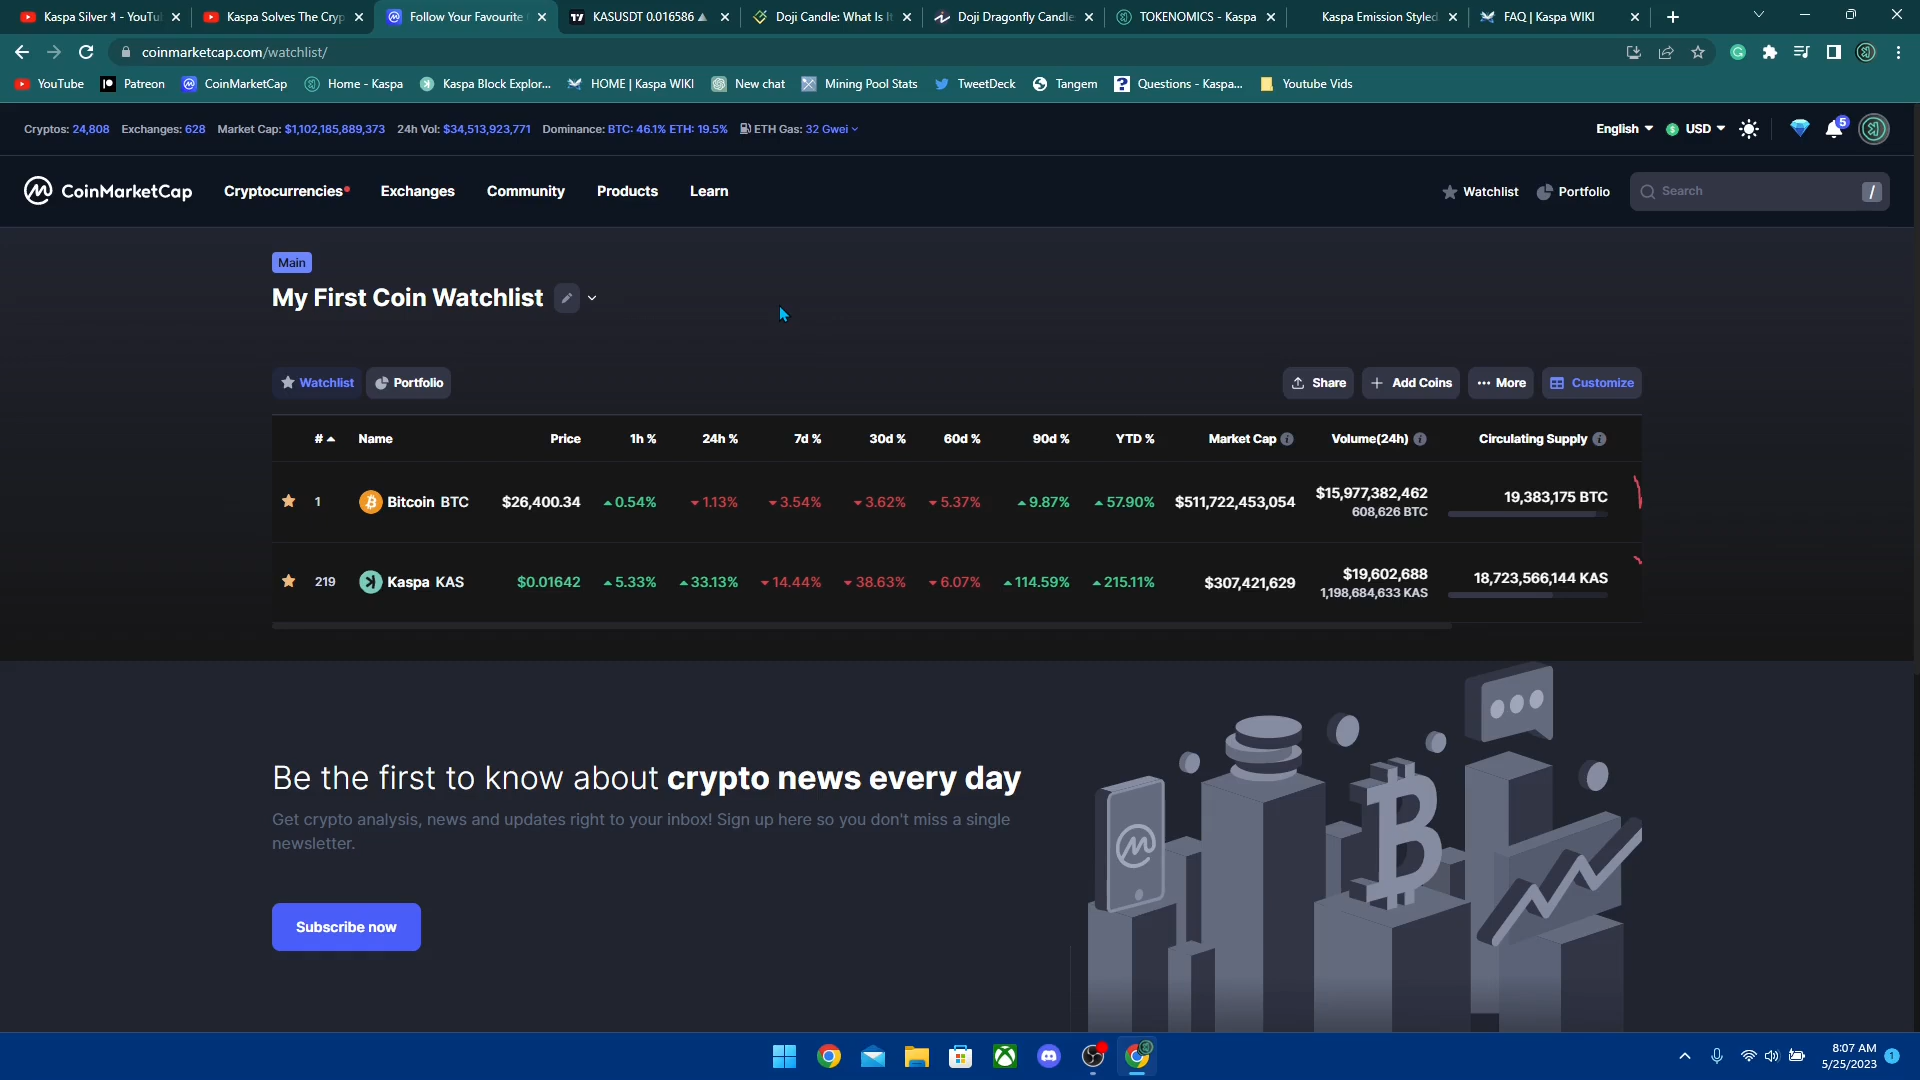 Kaspa Silver
Kaspa Solves The Cryp
Follow Your Favourite
KASUSDT 0.016586
Doji Candle: What Is It
Doji Dragonfly Candle
TOKENOMICS - Kaspa
Kaspa Emission Styled
FAQ | Kaspa WIKI
coinmarketcap.com/watchlist/
YouTube Patreon CoinMarketCap Home - Kaspa Kaspa Block Explor... HOME | Kaspa WIKI New chat Mining Pool Stats TweetDeck Tangem Questions - Kaspa... Youtube Vids
Cryptos: 24,808 Exchanges: 628 Market Cap: $1,102,185,889,373 24h Vol: $34,513,923,771 Dominance: BTC: 46.1% ETH: 19.5% ETH Gas: 32 Gwei English USD 5
CoinMarketCap Cryptocurrencies Exchanges Community Products Learn Watchlist Portfolio Search /
Main
My First Coin Watchlist
Watchlist Portfolio Share Add Coins More Customize
# Name Price 1h % 24h % 7d % 30d % 60d % 90d % YTD % Market Cap Volume(24h) Circulating Supply
1 Bitcoin BTC $26,400.34 0.54% 1.13% 3.54% 3.62% 5.37% 9.87% 57.90% $511,722,453,054 $15,977,382,462 19,383,175 BTC
608,626 BTC
219 Kaspa KAS $0.01642 5.33% 33.13% 14.44% 38.63% 6.07% 114.59% 215.11% $307,421,629 $19,602,688 18,723,566,144 KAS
1,198,684,633 KAS
Be the first to know about crypto news every day
Get crypto analysis, news and updates right to your inbox! Sign up here so you don't miss a single
newsletter.
Subscribe now
8:07 AM
5/25/2023
1